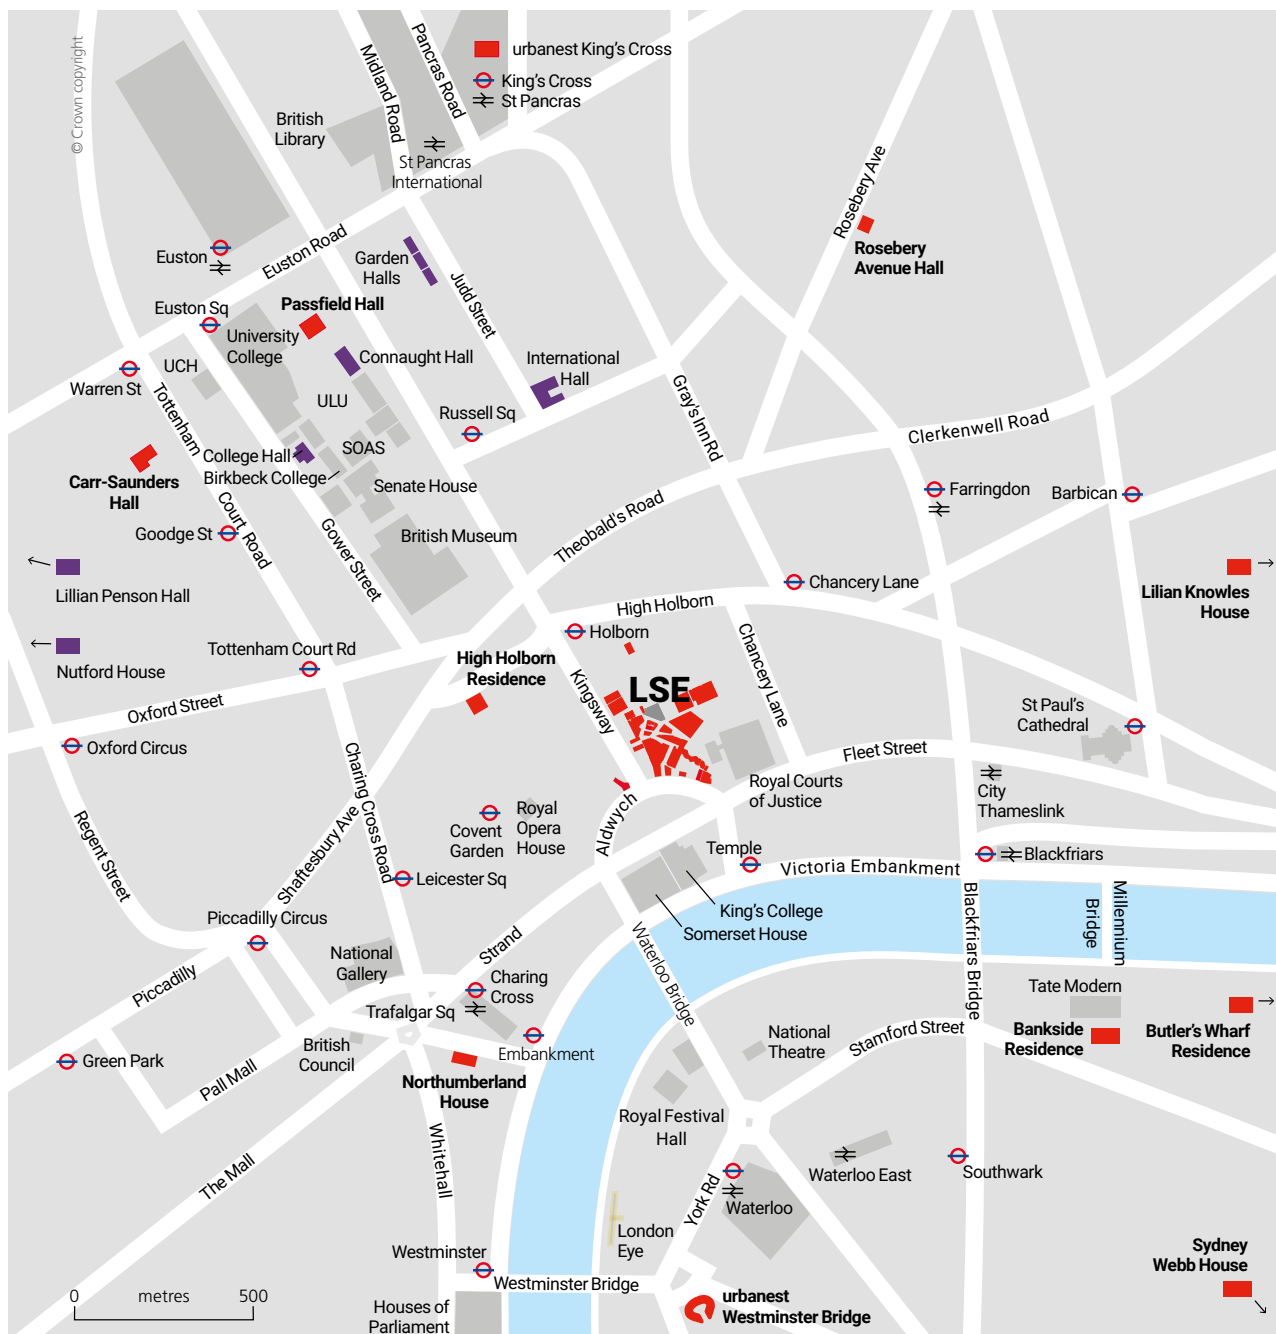 © Crown copyright
Midland Road
Pancras Road
urbanest King's Cross
King's Cross
St Pancras
British
Library
St Pancras
International
Rosebery Ave
Rosebery
Avenue Hall
Euston
Euston Road
Garden
Halls
Judd Street
Euston Sq
Passfield Hall
University
College
UCH
Connaught Hall
International
Hall
Warren St
Tottenham
Court
Road
ULU
Russell Sq
Gray's Inn Rd
Clerkenwell Road
College Hall
SOAS
Birkbeck College
Senate House
Carr-Saunders
Hall
Farringdon
Barbican
Goodge St
Gower Street
British Museum
Theobald's Road
Lillian Penson Hall
Chancery Lane
Lilian Knowles
House
High Holborn
Holborn
Chancery Lane
Nutford House
Tottenham Court Rd
High Holborn
Residence
Kingsway
LSE
Oxford Street
Oxford Circus
St Paul's
Cathedral
Charing Cross Road
Fleet Street
Royal Courts
of Justice
City
Thameslink
Regent Street
Shaftesbury Ave
Covent
Garden
Royal
Opera
House
Aldwych
Temple
Blackfriars
Leicester Sq
Victoria Embankment
Piccadilly Circus
King's College
Somerset House
Blackfriars Bridge
Millennium
Bridge
National
Gallery
Strand
Waterloo Bridge
Piccadilly
Charing
Cross
Trafalgar Sq
Tate Modern
Bankside
Residence
Butler's Wharf
Residence
Stamford Street
National
Theatre
Green Park
British
Council
Embankment
Pall Mall
Northumberland
House
Royal Festival
Hall
Whitehall
The Mall
Waterloo East
Southwark
York Rd
Waterloo
London
Eye
Westminster
Westminster Bridge
Sydney
Webb House
0 metres 500
Houses of
Parliament
urbanest
Westminster Bridge